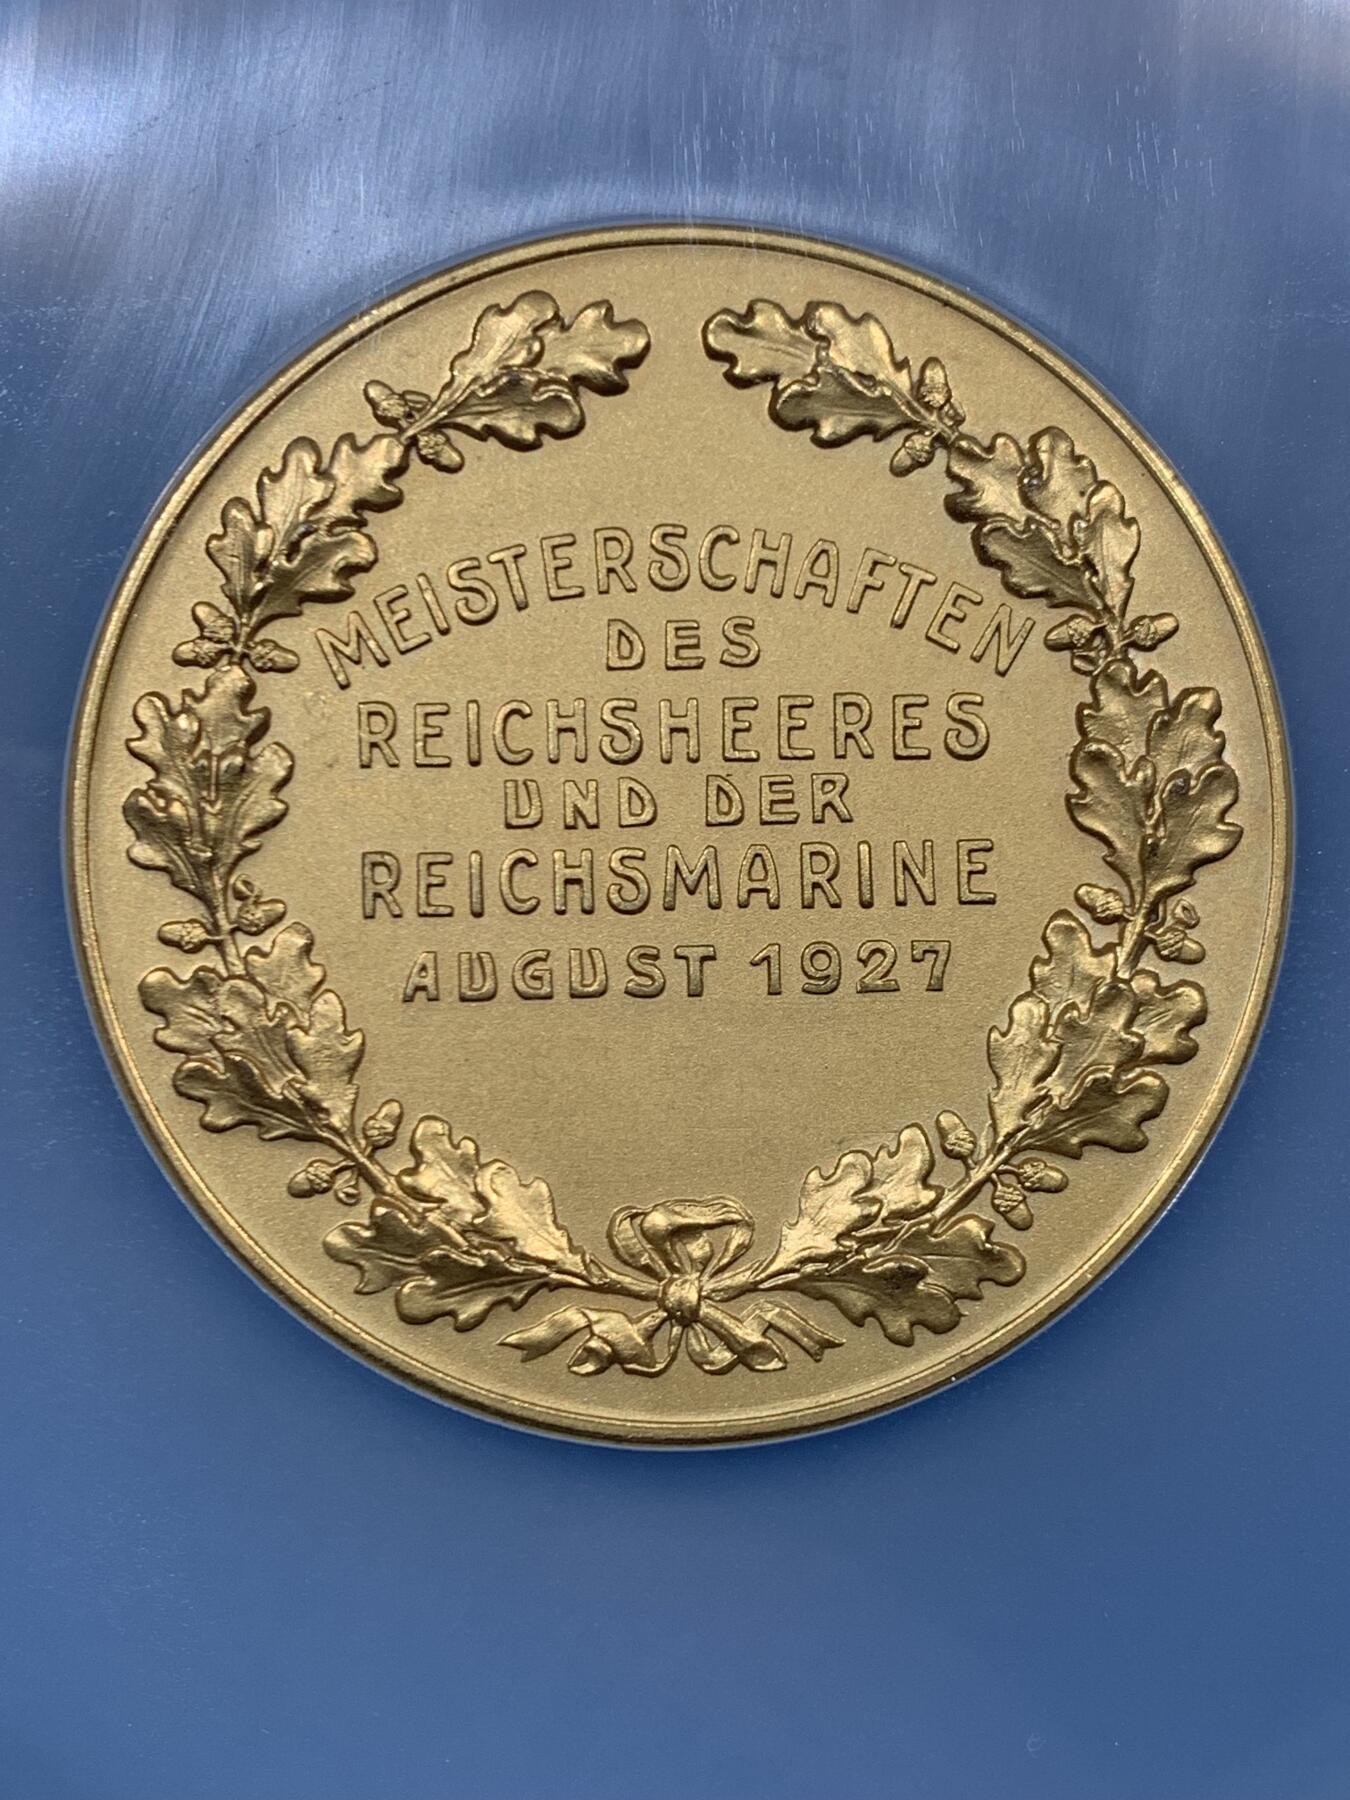 MEISTERSCHAFTEN
DES
REICHSHEERES
UND DER
REICHSMARINE
AUGUST 1927